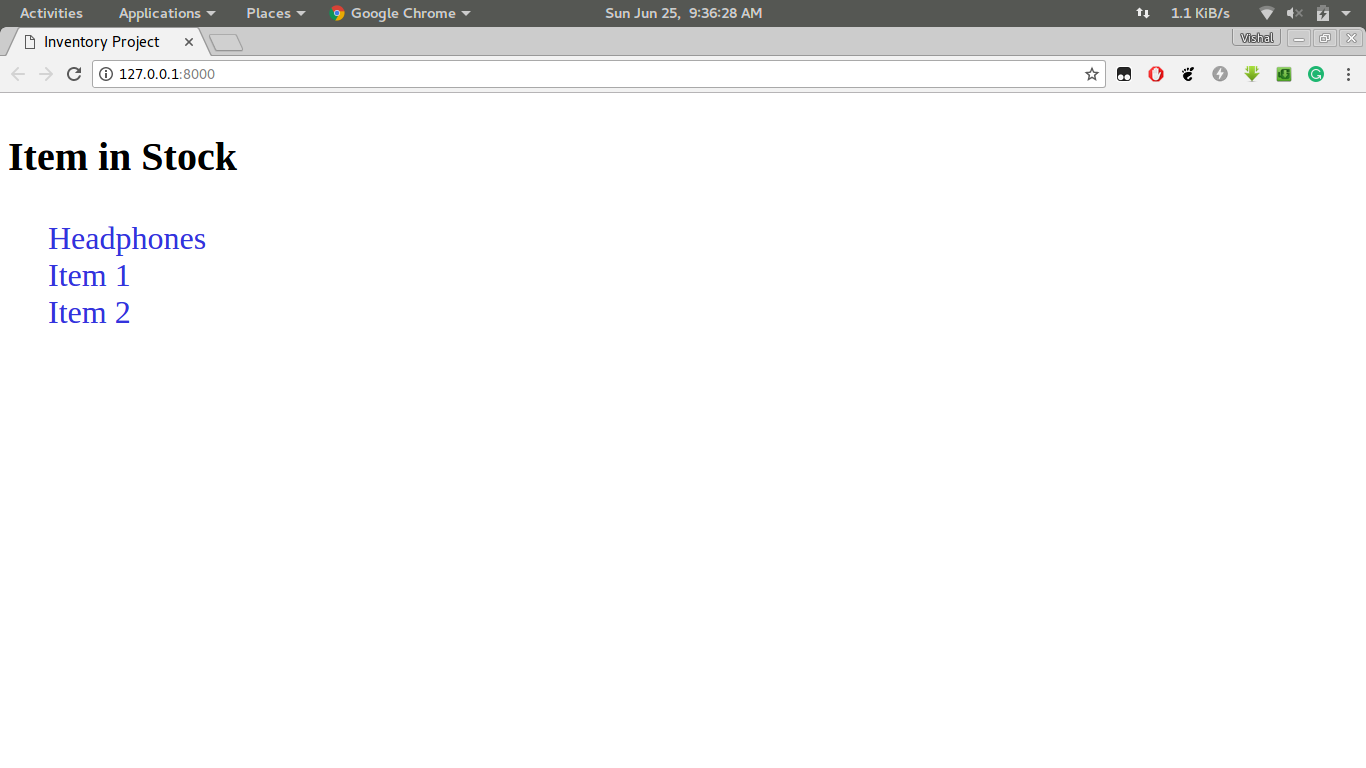 Activities Applications Places Google Chrome Sun Jun 25, 9:36:28 AM 1.1 KiB/s
Inventory Project Vishal
127.0.0.1:8000
Item in Stock
Headphones
Item 1
Item 2